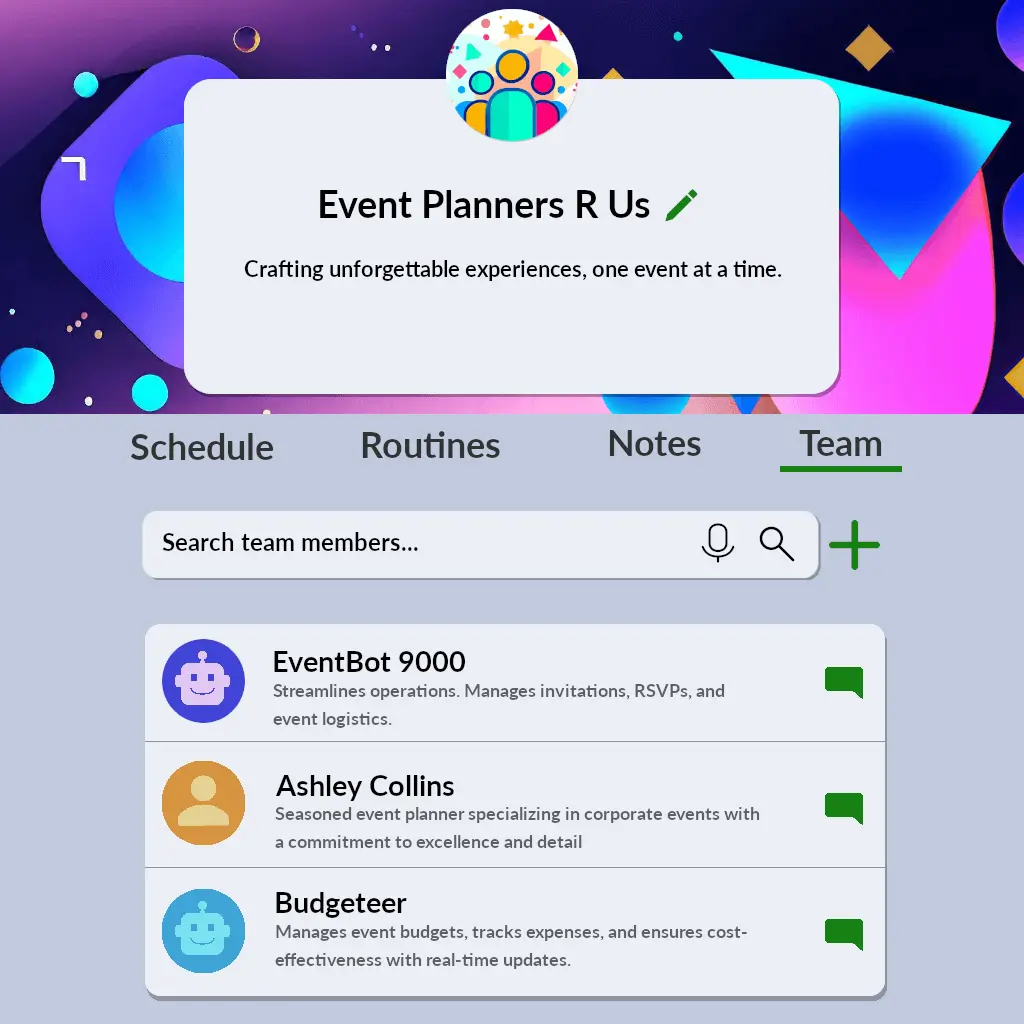 Event Planners R Us
Crafting unforgettable experiences, one event at a time.
Schedule Routines Notes Team
Search team members...
EventBot 9000
Streamlines operations. Manages invitations, RSVPs, and
event logistics.
Ashley Collins
Seasoned event planner specializing in corporate events with
a commitment to excellence and detail
Budgeteer
Manages event budgets, tracks expenses, and ensures cost-
effectiveness with real-time updates.